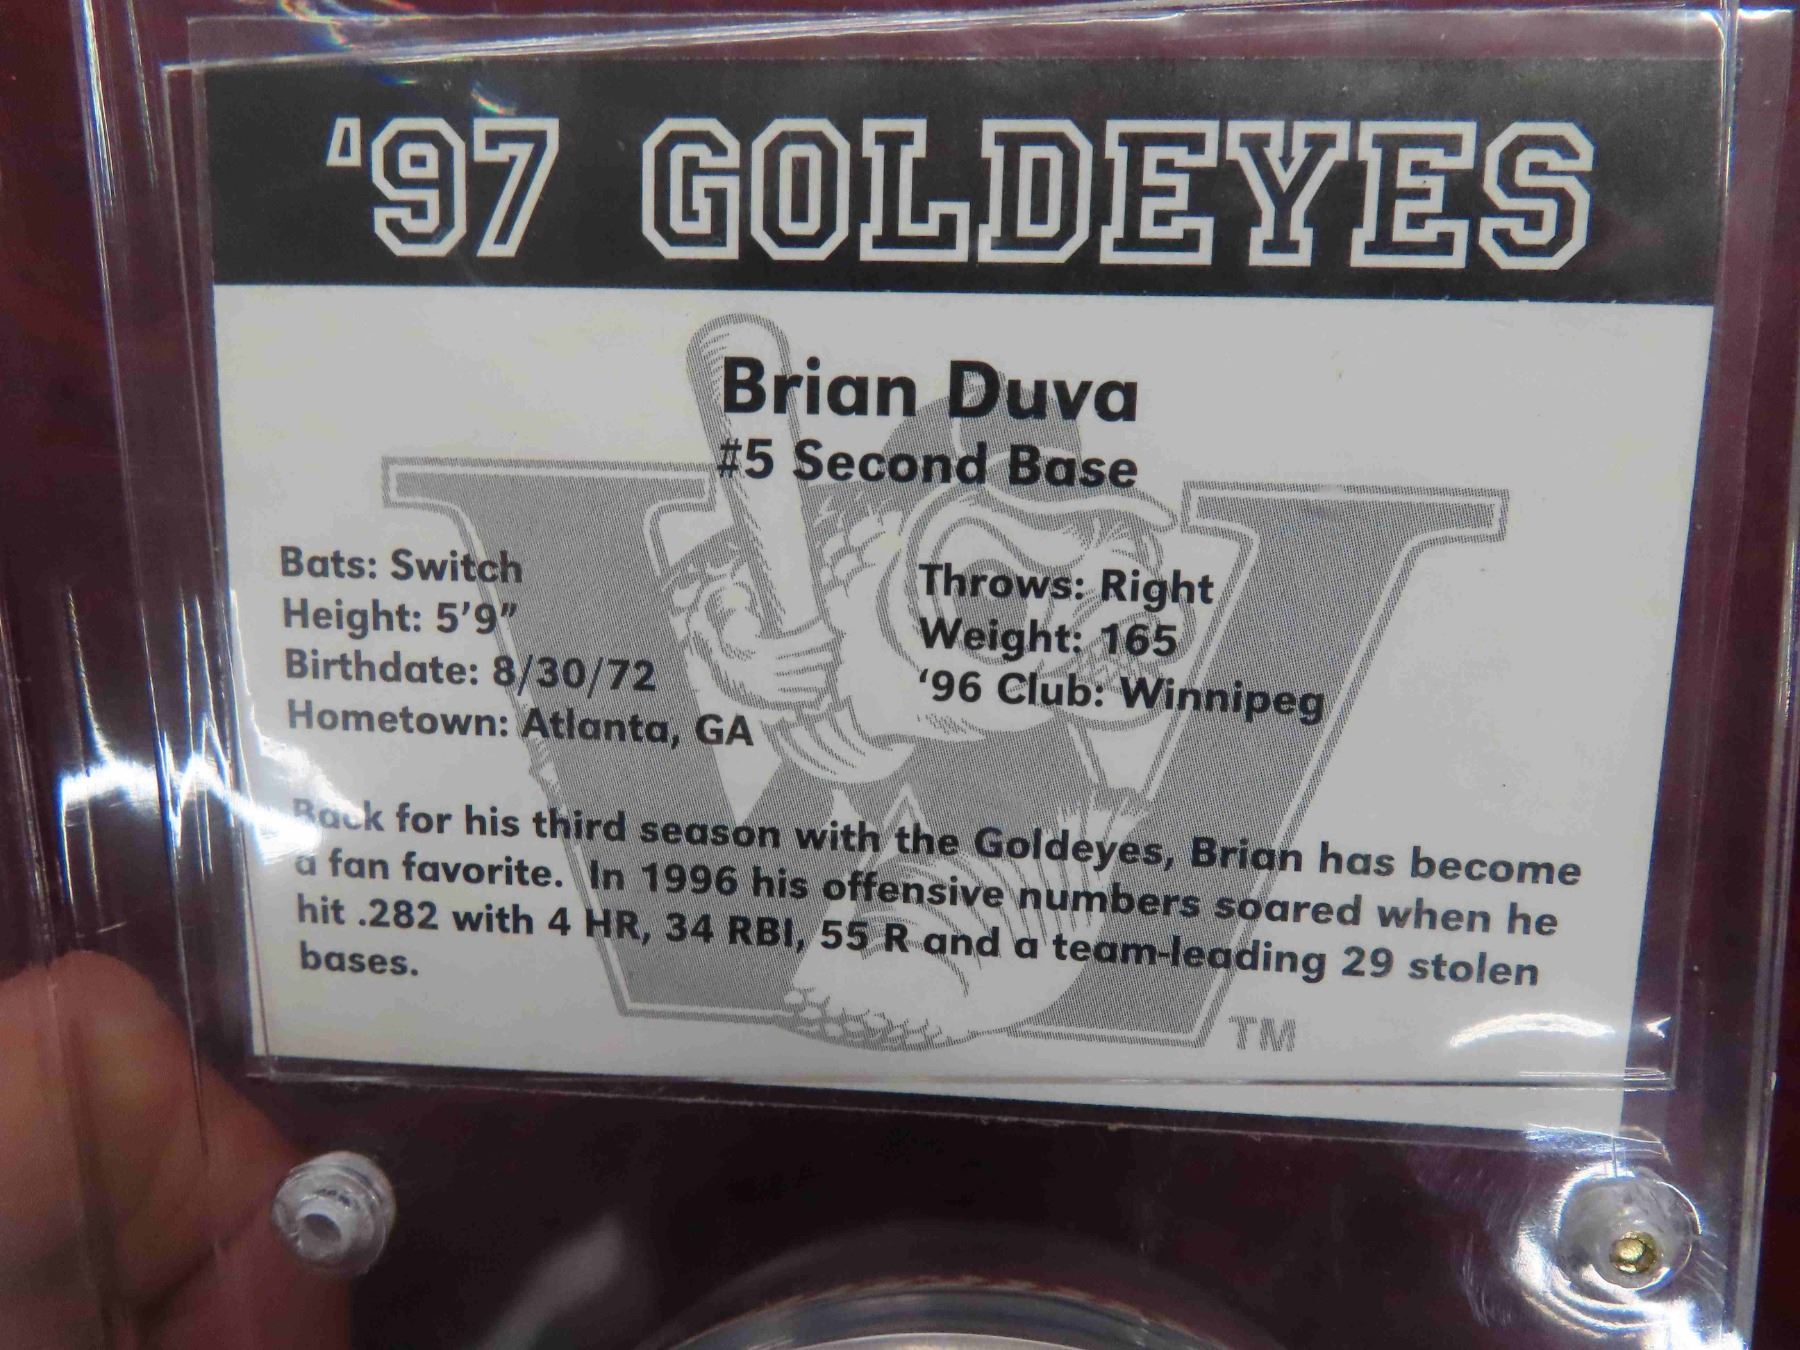 '97 GOLDEYES
Brian Duva
#5 Second Base
Bats: Switch
Height: 5'9"
Birthdate: 8/30/72
Hometown: Atlanta, GA
Throws: Right
Weight: 165
'96 Club: Winnipeg
Back for his third season with the Goldeyes, Brian has become
a fan favorite. In 1996 his offensive numbers soared when he
hit .282 with 4 HR, 34 RBI, 55 R and a team-leading 29 stolen
bases.
TM